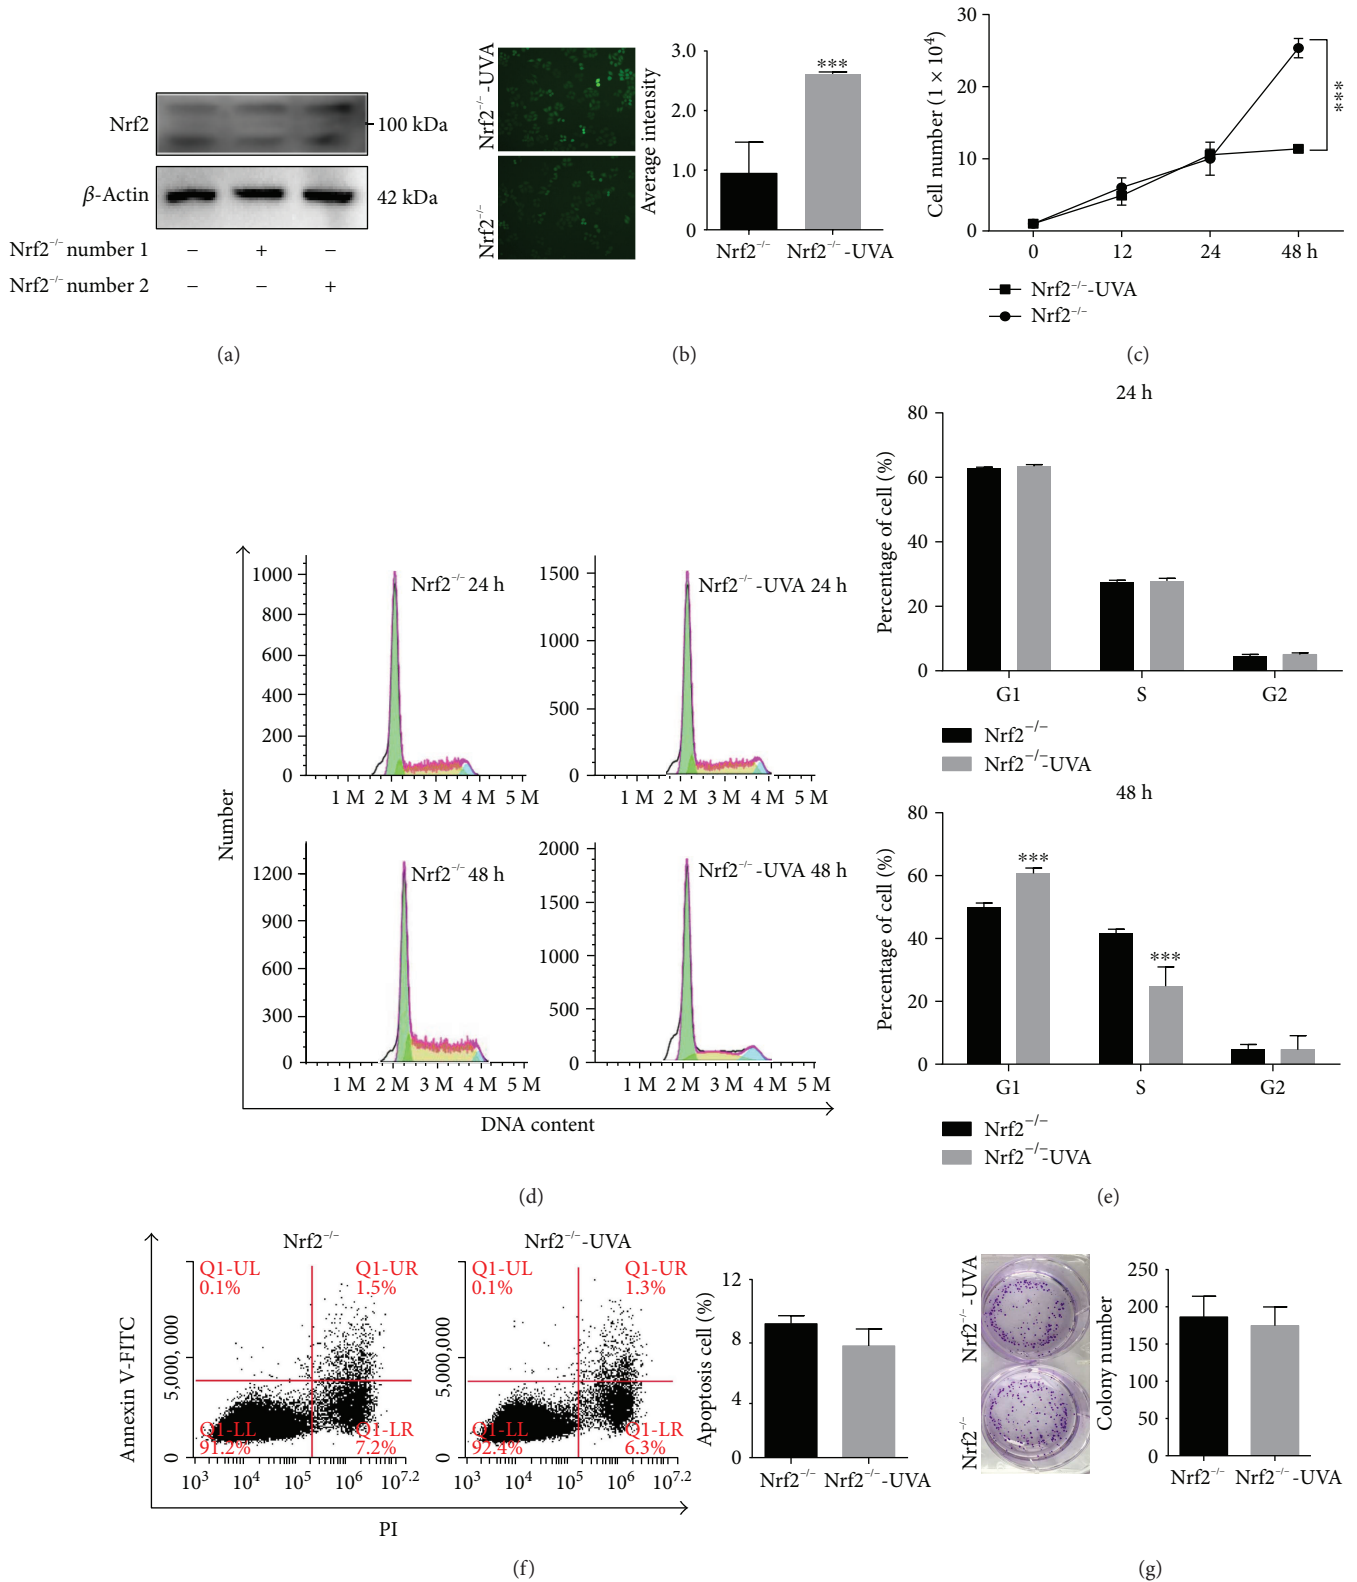 Nrf2
100 kDa
β-Actin
42 kDa
Nrf2−/− number 1 − + −
Nrf2−/− number 2 − − +
(a)
Nrf2−/−-UVA
Nrf2−/−
Average intensity
3.0
2.0
1.0
0
***
Nrf2−/− Nrf2−/−-UVA
(b)
Cell number (1 × 10⁴)
30
20
10
0
***
0 12 24 48 h
Nrf2−/−-UVA
Nrf2−/−
(c)
Number
Nrf2−/− 24 h
1000
800
600
400
200
0
1 M 2 M 3 M 4 M 5 M
Nrf2−/−-UVA 24 h
1500
1000
500
0
1 M 2 M 3 M 4 M 5 M
Nrf2−/− 48 h
1200
900
600
300
0
1 M 2 M 3 M 4 M 5 M
Nrf2−/−-UVA 48 h
2000
1500
1000
500
0
1 M 2 M 3 M 4 M 5 M
DNA content
(d)
24 h
Percentage of cell (%)
80
60
40
20
0
G1 S G2
Nrf2−/−
Nrf2−/−-UVA
48 h
Percentage of cell (%)
80
60
40
20
0
***
***
G1 S G2
Nrf2−/−
Nrf2−/−-UVA
(e)
Annexin V-FITC
Nrf2−/−
5,000,000
0
Q1-UL
0.1%
Q1-UR
1.5%
Q1-LL
91.2%
Q1-LR
7.2%
10³ 10⁴ 10⁵ 10⁶ 10^7.2
Nrf2−/−-UVA
5,000,000
0
Q1-UL
0.1%
Q1-UR
1.3%
Q1-LL
92.4%
Q1-LR
6.3%
10³ 10⁴ 10⁵ 10⁶ 10^7.2
PI
Apoptosis cell (%)
12
8
4
0
Nrf2−/− Nrf2−/−-UVA
(f)
Nrf2−/−-UVA
Nrf2−/−
Colony number
250
200
150
100
50
0
Nrf2−/− Nrf2−/−-UVA
(g)